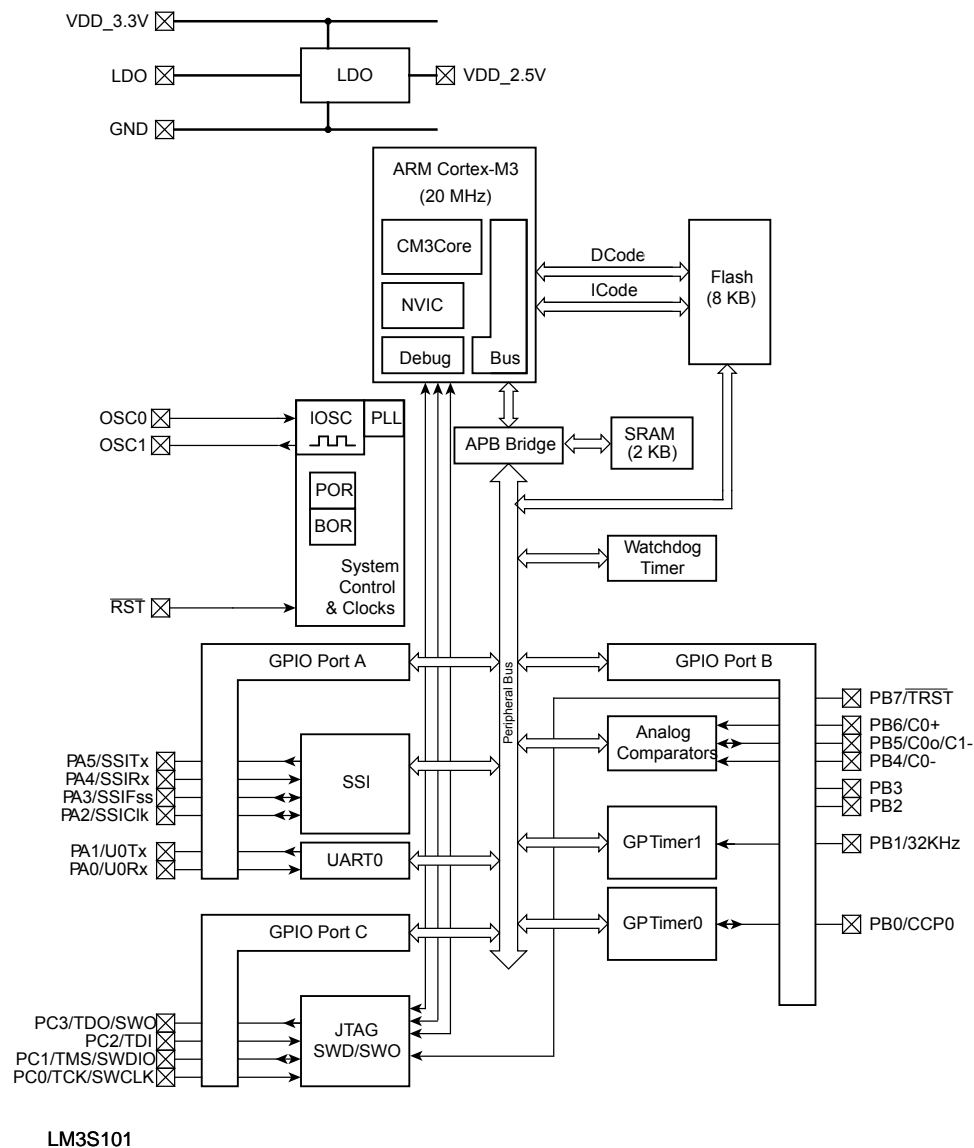 VDD_3.3V
LDO
LDO
VDD_2.5V
GND
ARM Cortex-M3
(20 MHz)
CM3Core
NVIC
Debug
Bus
DCode
ICode
Flash
(8 KB)
OSC0
OSC1
IOSC
PLL
POR
BOR
System
Control
& Clocks
RST
APB Bridge
SRAM
(2 KB)
Watchdog
Timer
Peripheral Bus
GPIO Port A
PA5/SSITx
PA4/SSIRx
PA3/SSIFss
PA2/SSIClk
SSI
PA1/U0Tx
PA0/U0Rx
UART0
GPIO Port B
PB7/TRST
PB6/C0+
PB5/C0o/C1-
PB4/C0-
PB3
PB2
PB1/32KHz
PB0/CCP0
Analog
Comparators
GPTimer1
GPTimer0
GPIO Port C
PC3/TDO/SWO
PC2/TDI
PC1/TMS/SWDIO
PC0/TCK/SWCLK
JTAG
SWD/SWO
LM3S101